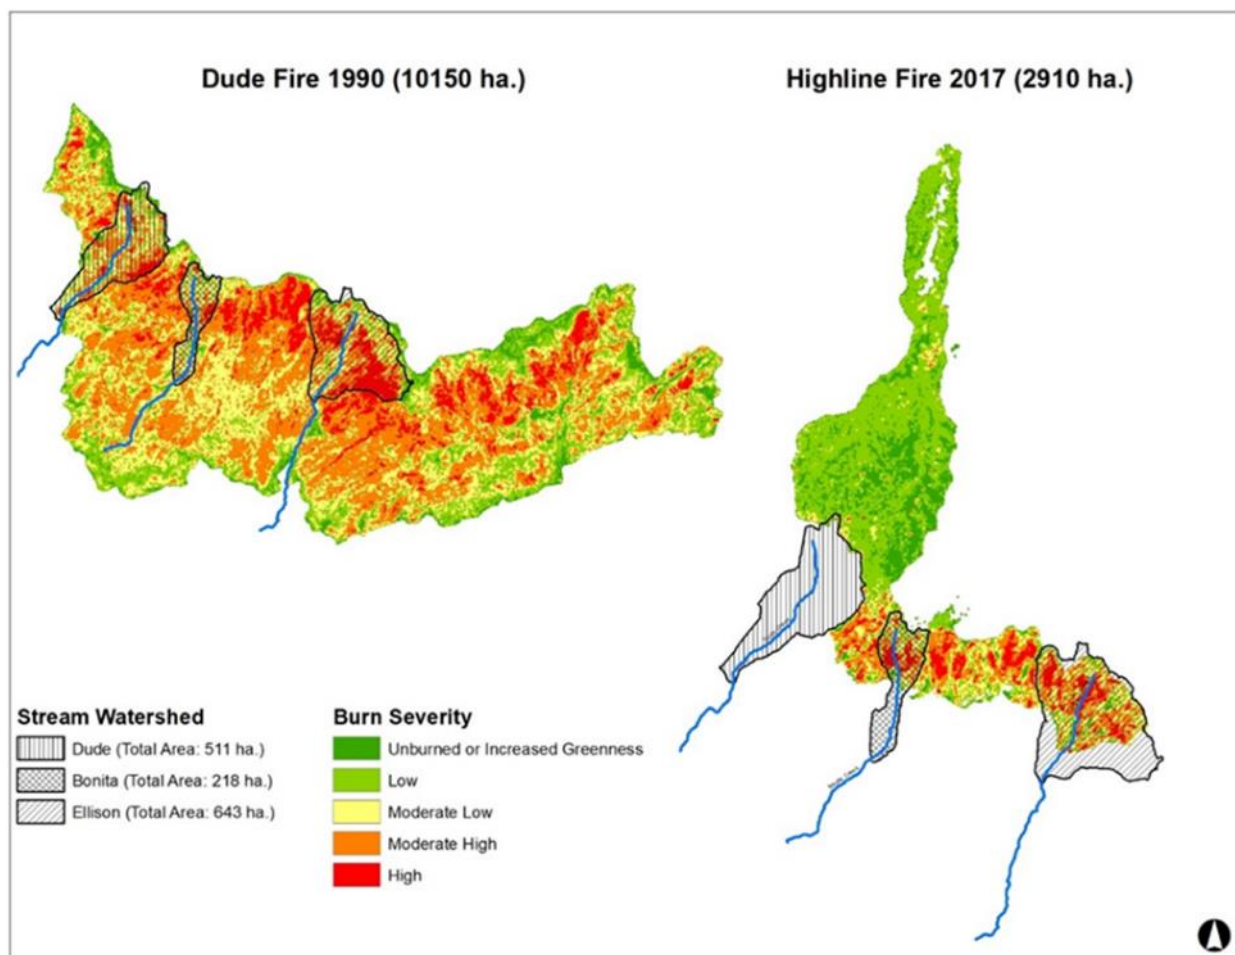 Dude Fire 1990 (10150 ha.)
Highline Fire 2017 (2910 ha.)
Stream Watershed
Dude (Total Area: 511 ha.)
Bonita (Total Area: 218 ha.)
Ellison (Total Area: 643 ha.)
Burn Severity
Unburned or Increased Greenness
Low
Moderate Low
Moderate High
High